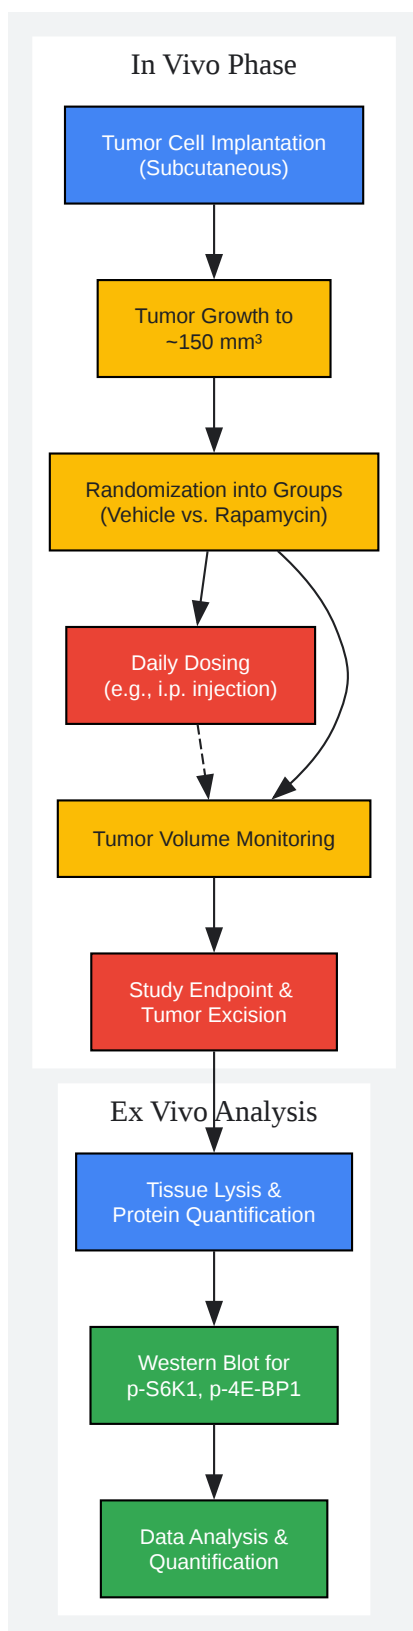 In Vivo Phase
Tumor Cell Implantation
(Subcutaneous)
Tumor Growth to
~150 mm³
Randomization into Groups
(Vehicle vs. Rapamycin)
Daily Dosing
(e.g., i.p. injection)
Tumor Volume Monitoring
Study Endpoint &
Tumor Excision
Ex Vivo Analysis
Tissue Lysis &
Protein Quantification
Western Blot for
p-S6K1, p-4E-BP1
Data Analysis &
Quantification